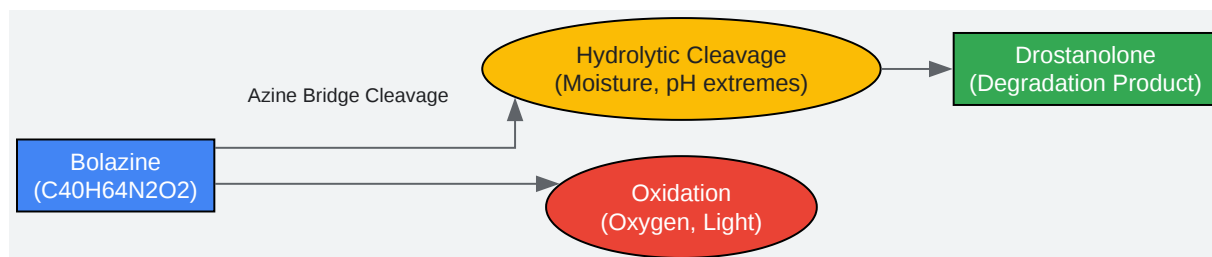 Azine Bridge Cleavage
Bolazine
(C40H64N2O2)
Hydrolytic Cleavage
(Moisture, pH extremes)
Drostanolone
(Degradation Product)
Oxidation
(Oxygen, Light)